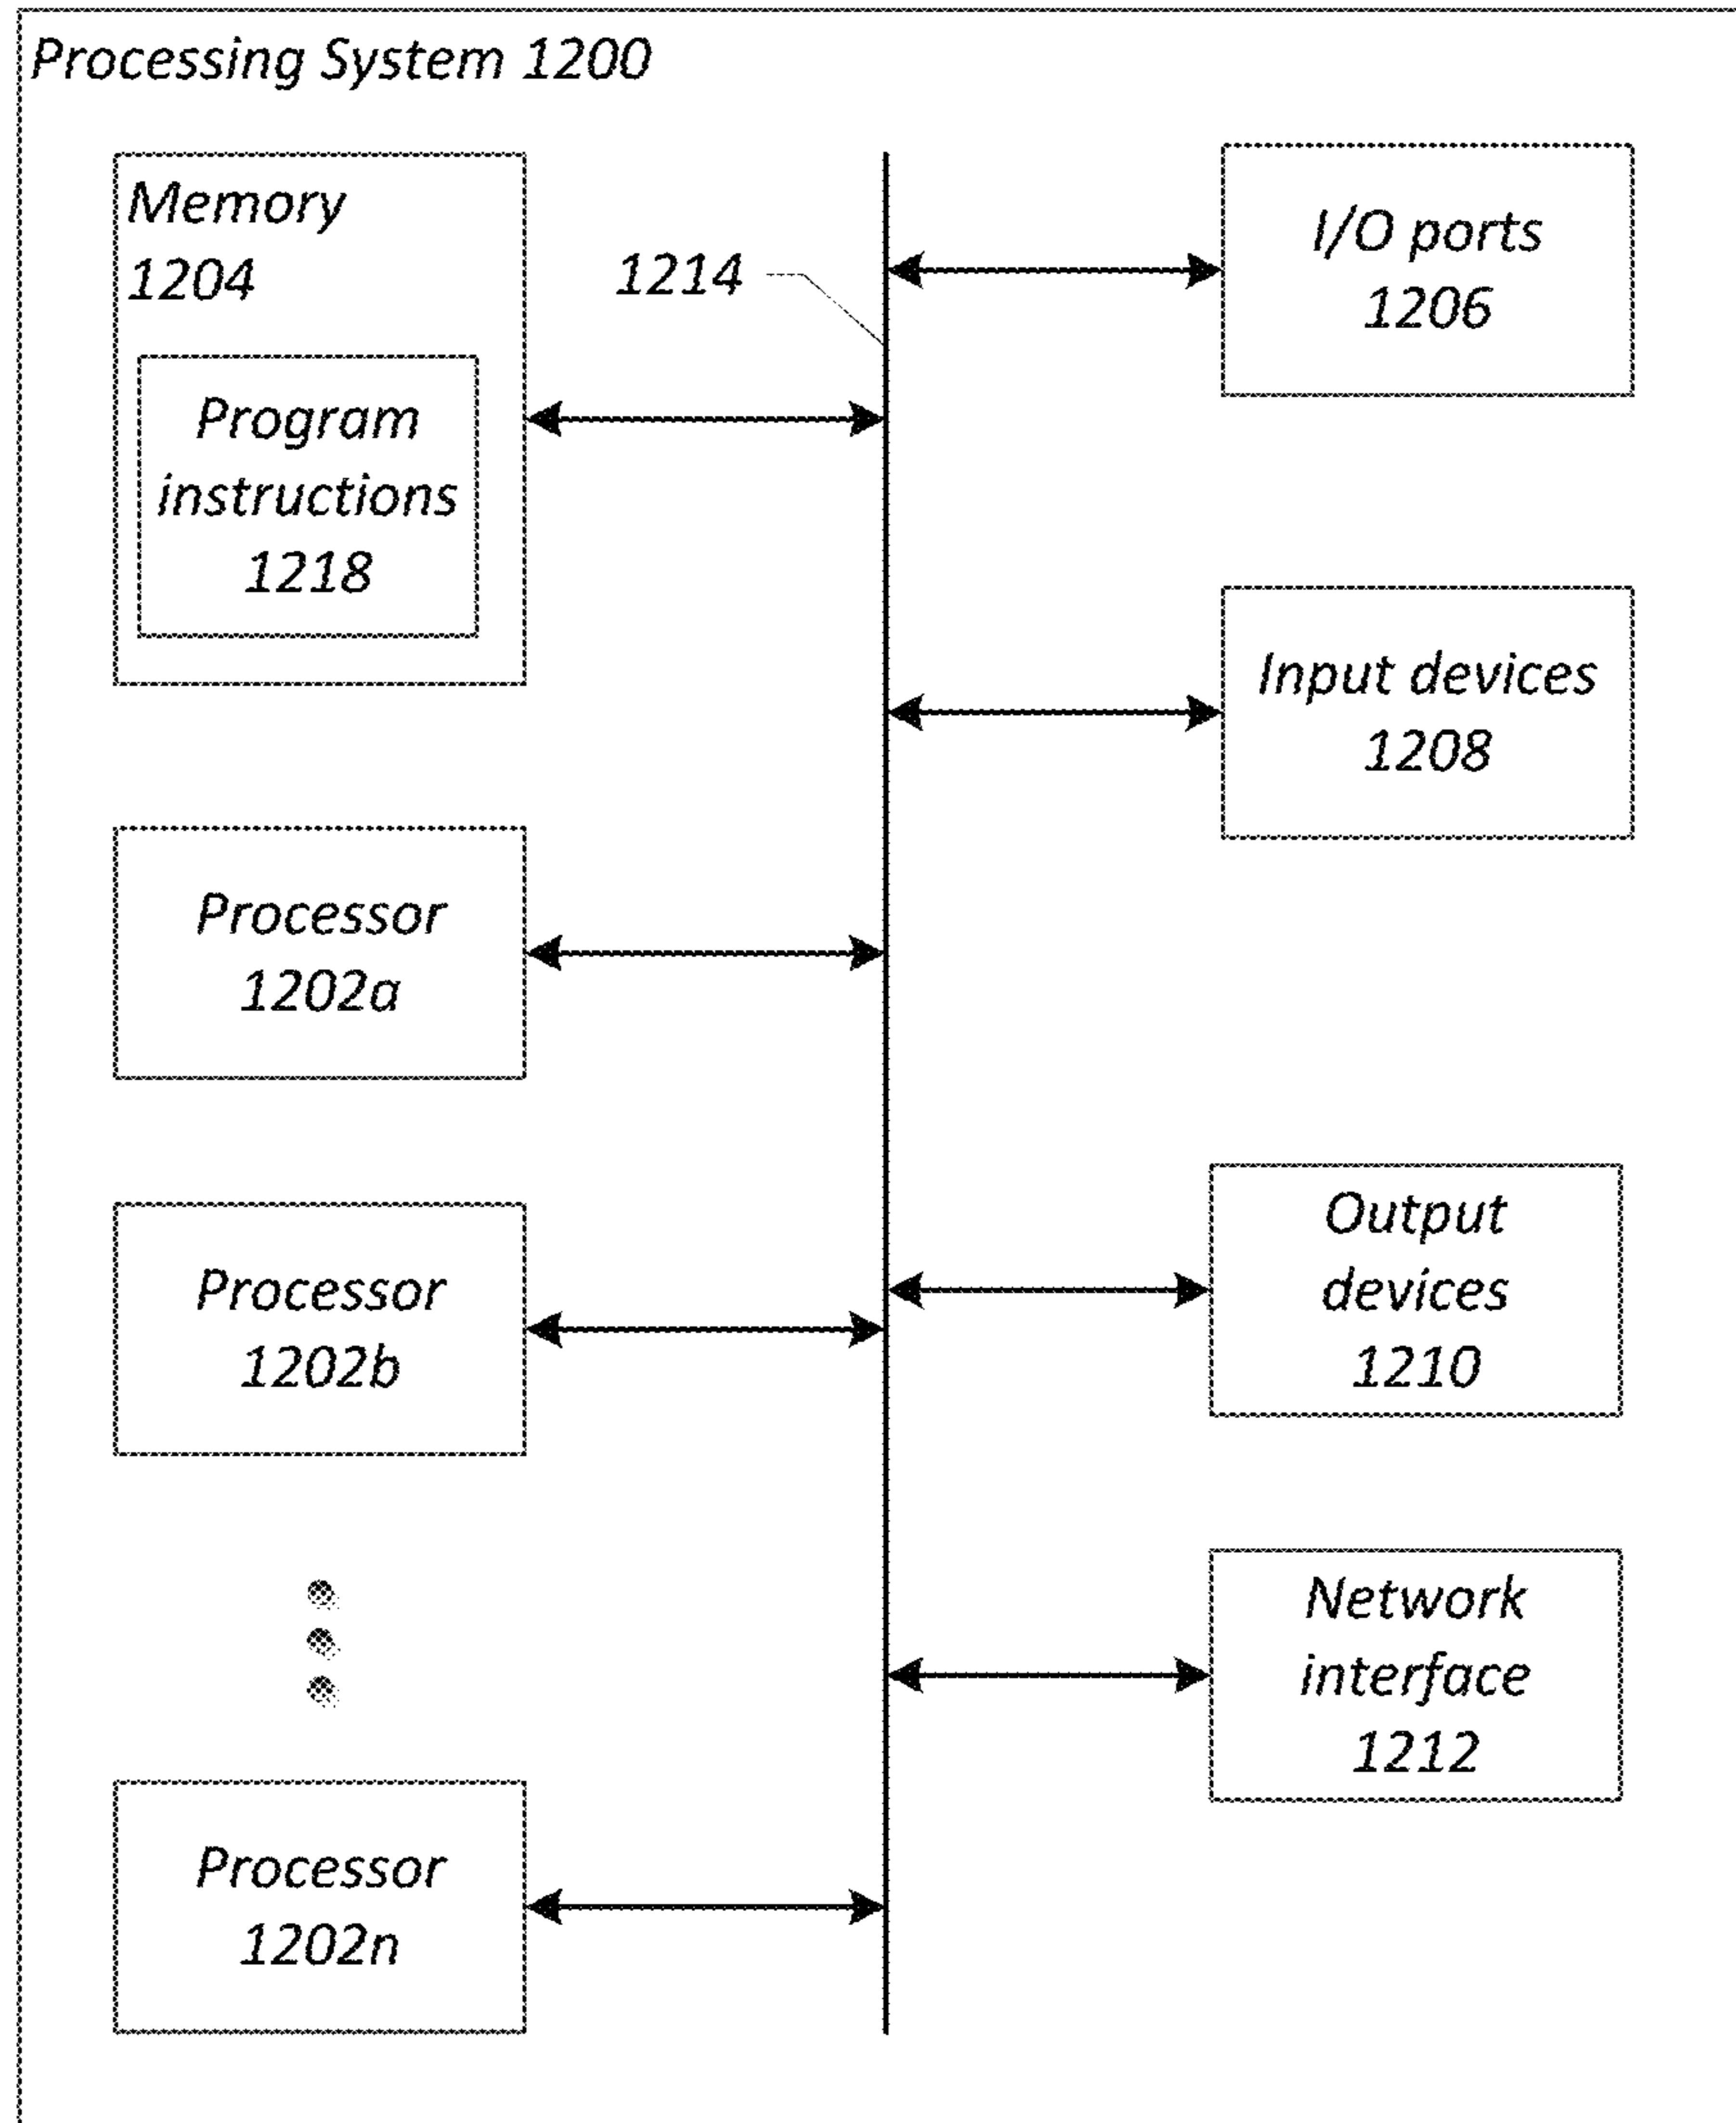 Processing System 1200
Memory
1204
Program
instructions
1218
1214
I/O ports
1206
Input devices
1208
Processor
1202a
Processor
1202b
Output
devices
1210
Network
interface
1212
Processor
1202n